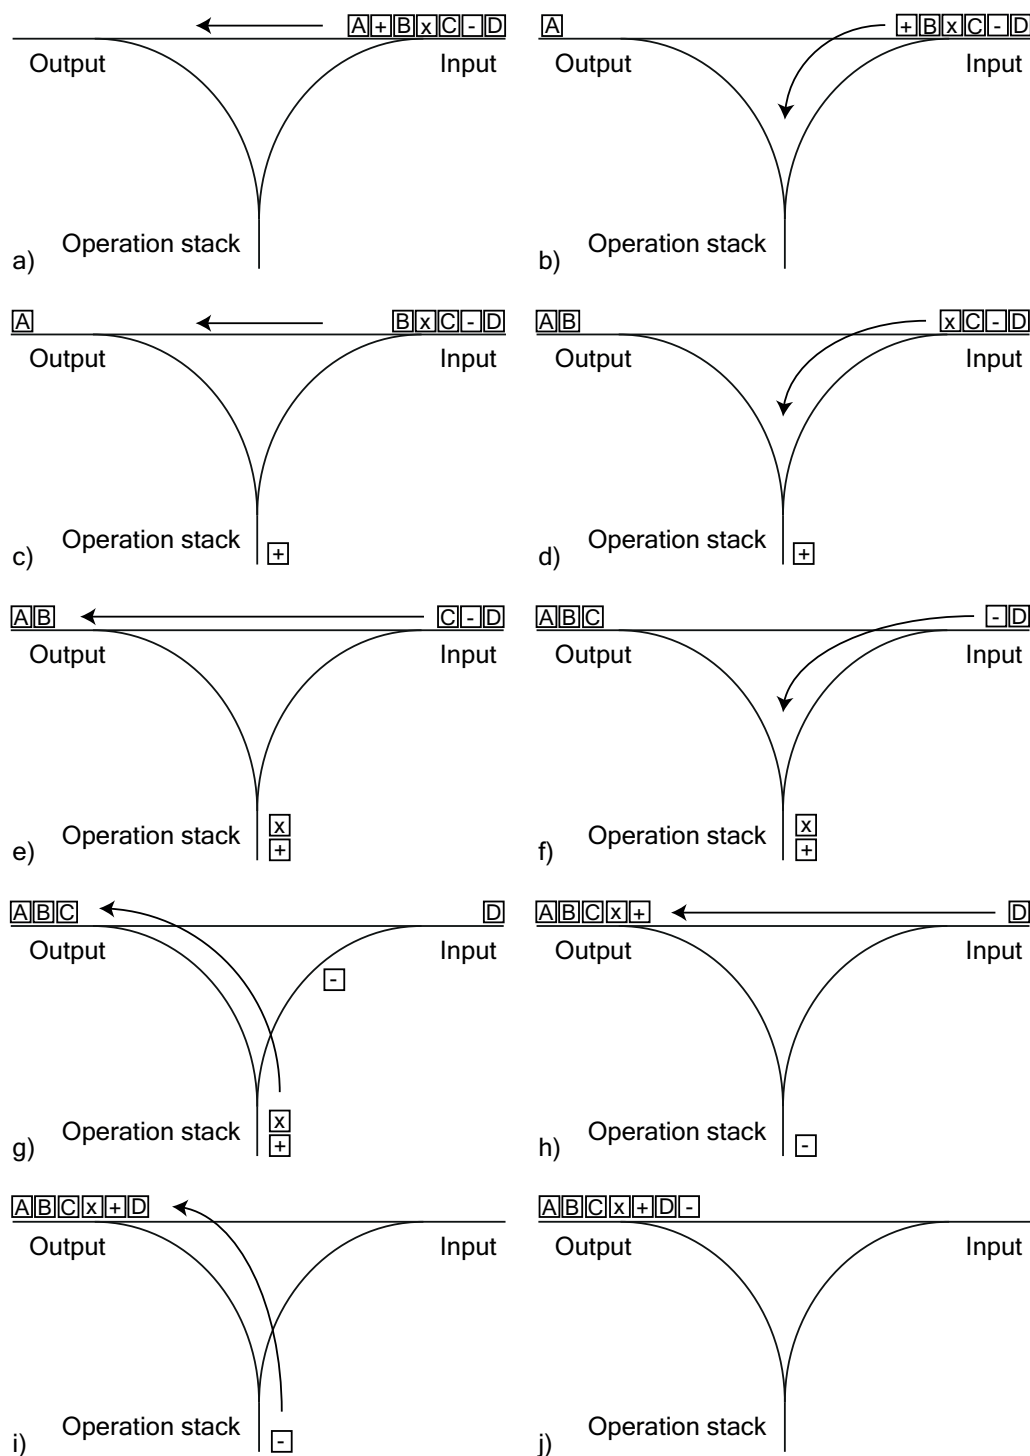 A+BxC-D
Output Input
Operation stack
a)
A +BxC-D
Output Input
Operation stack
b)
A BxC-D
Output Input
Operation stack +
c)
AB xC-D
Output Input
Operation stack +
d)
AB C-D
Output Input
x
Operation stack
+
e)
ABC -D
Output Input
x
Operation stack
+
f)
ABC D
Output Input
-
x
Operation stack
+
g)
ABCx+ D
Output Input
Operation stack -
h)
ABCx+D
Output Input
Operation stack -
i)
ABCx+D-
Output Input
Operation stack
j)